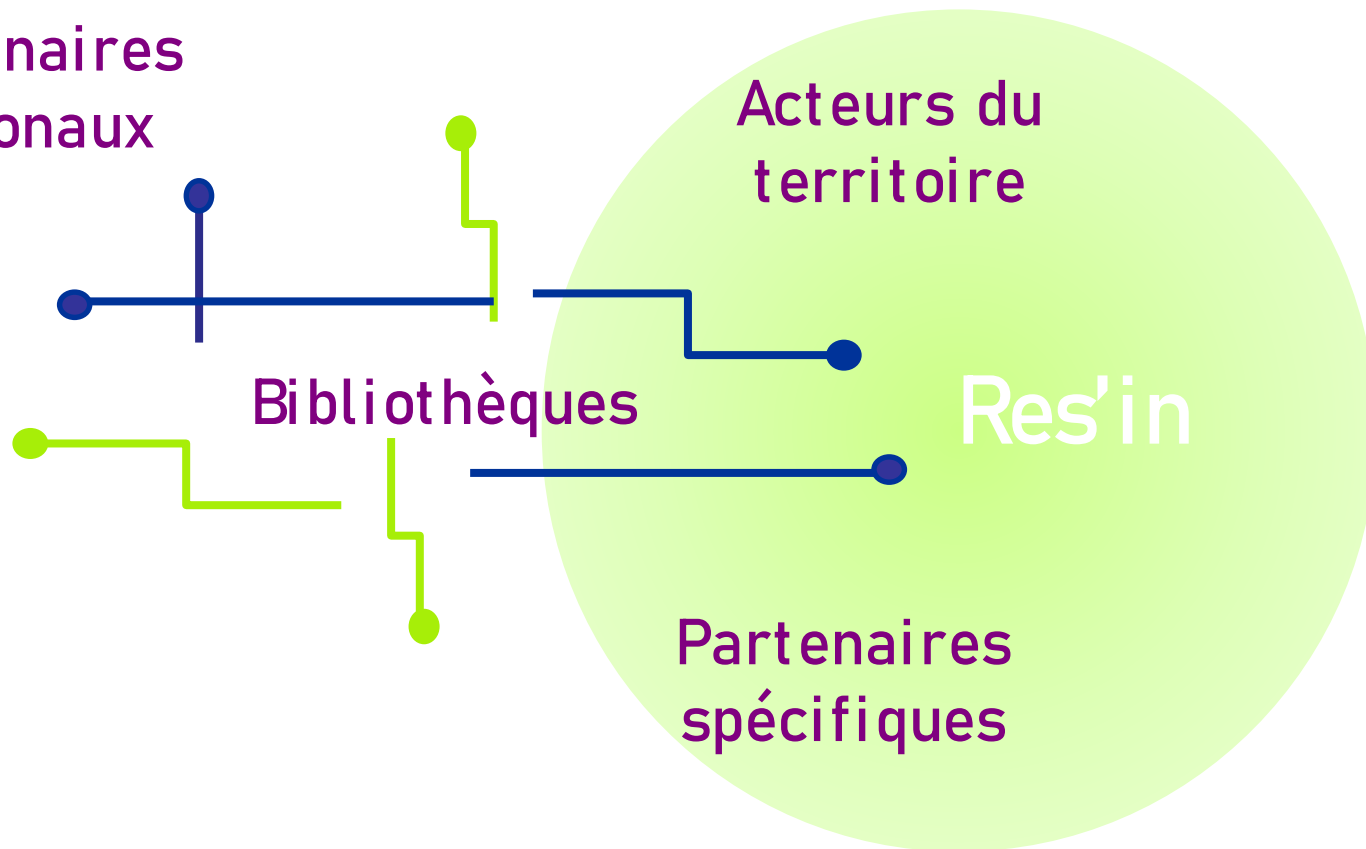 naires
onaux
Acteurs du
territoire
Bibliothèques
Res'in
Partenaires
spécifiques